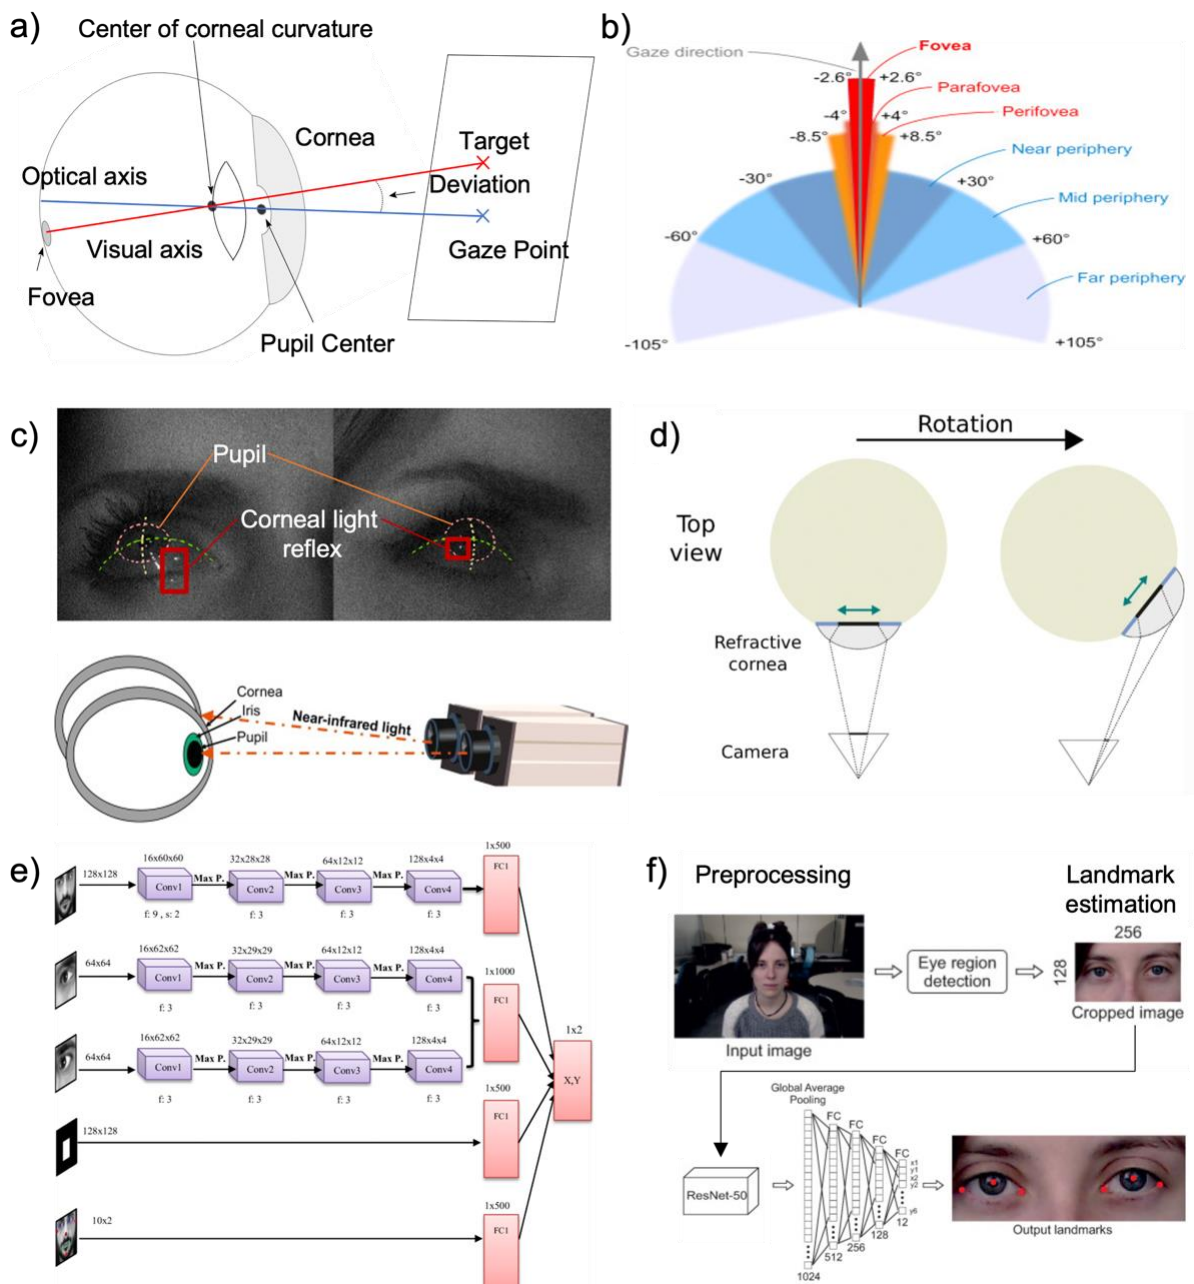 a)
Center of corneal curvature
Cornea
Optical axis
Target
Deviation
Visual axis
Gaze Point
Fovea
Pupil Center
b)
Gaze direction
Fovea
-2.6°
+2.6°
Parafovea
-4°
+4°
Perifovea
-8.5°
+8.5°
Near periphery
-30°
+30°
Mid periphery
-60°
+60°
Far periphery
-105°
+105°
c)
Pupil
Corneal light
reflex
Cornea
Iris
Pupil
Near-infrared light
d)
Rotation
Top
view
Refractive
cornea
Camera
e)
128x128
16x60x60
Conv1
f: 9 , s: 2
Max P.
32x28x28
Conv2
f: 3
Max P.
64x12x12
Conv3
f: 3
Max P.
128x4x4
Conv4
f: 3
1x500
FC1
64x64
16x62x62
Conv1
f: 3
Max P.
32x29x29
Conv2
f: 3
Max P.
64x12x12
Conv3
f: 3
Max P.
128x4x4
Conv4
f: 3
1x1000
FC1
64x64
16x62x62
Conv1
f: 3
Max P.
32x29x29
Conv2
f: 3
Max P.
64x12x12
Conv3
f: 3
Max P.
128x4x4
Conv4
f: 3
1x2
X,Y
128x128
1x500
FC1
10x2
1x500
FC1
f)
Preprocessing
Landmark
estimation
256
128
Eye region
detection
Cropped image
Input image
Global Average
Pooling
FC
FC
FC
FC
x1
y1
x2
y2
y6
ResNet-50
12
128
256
512
1024
Output landmarks